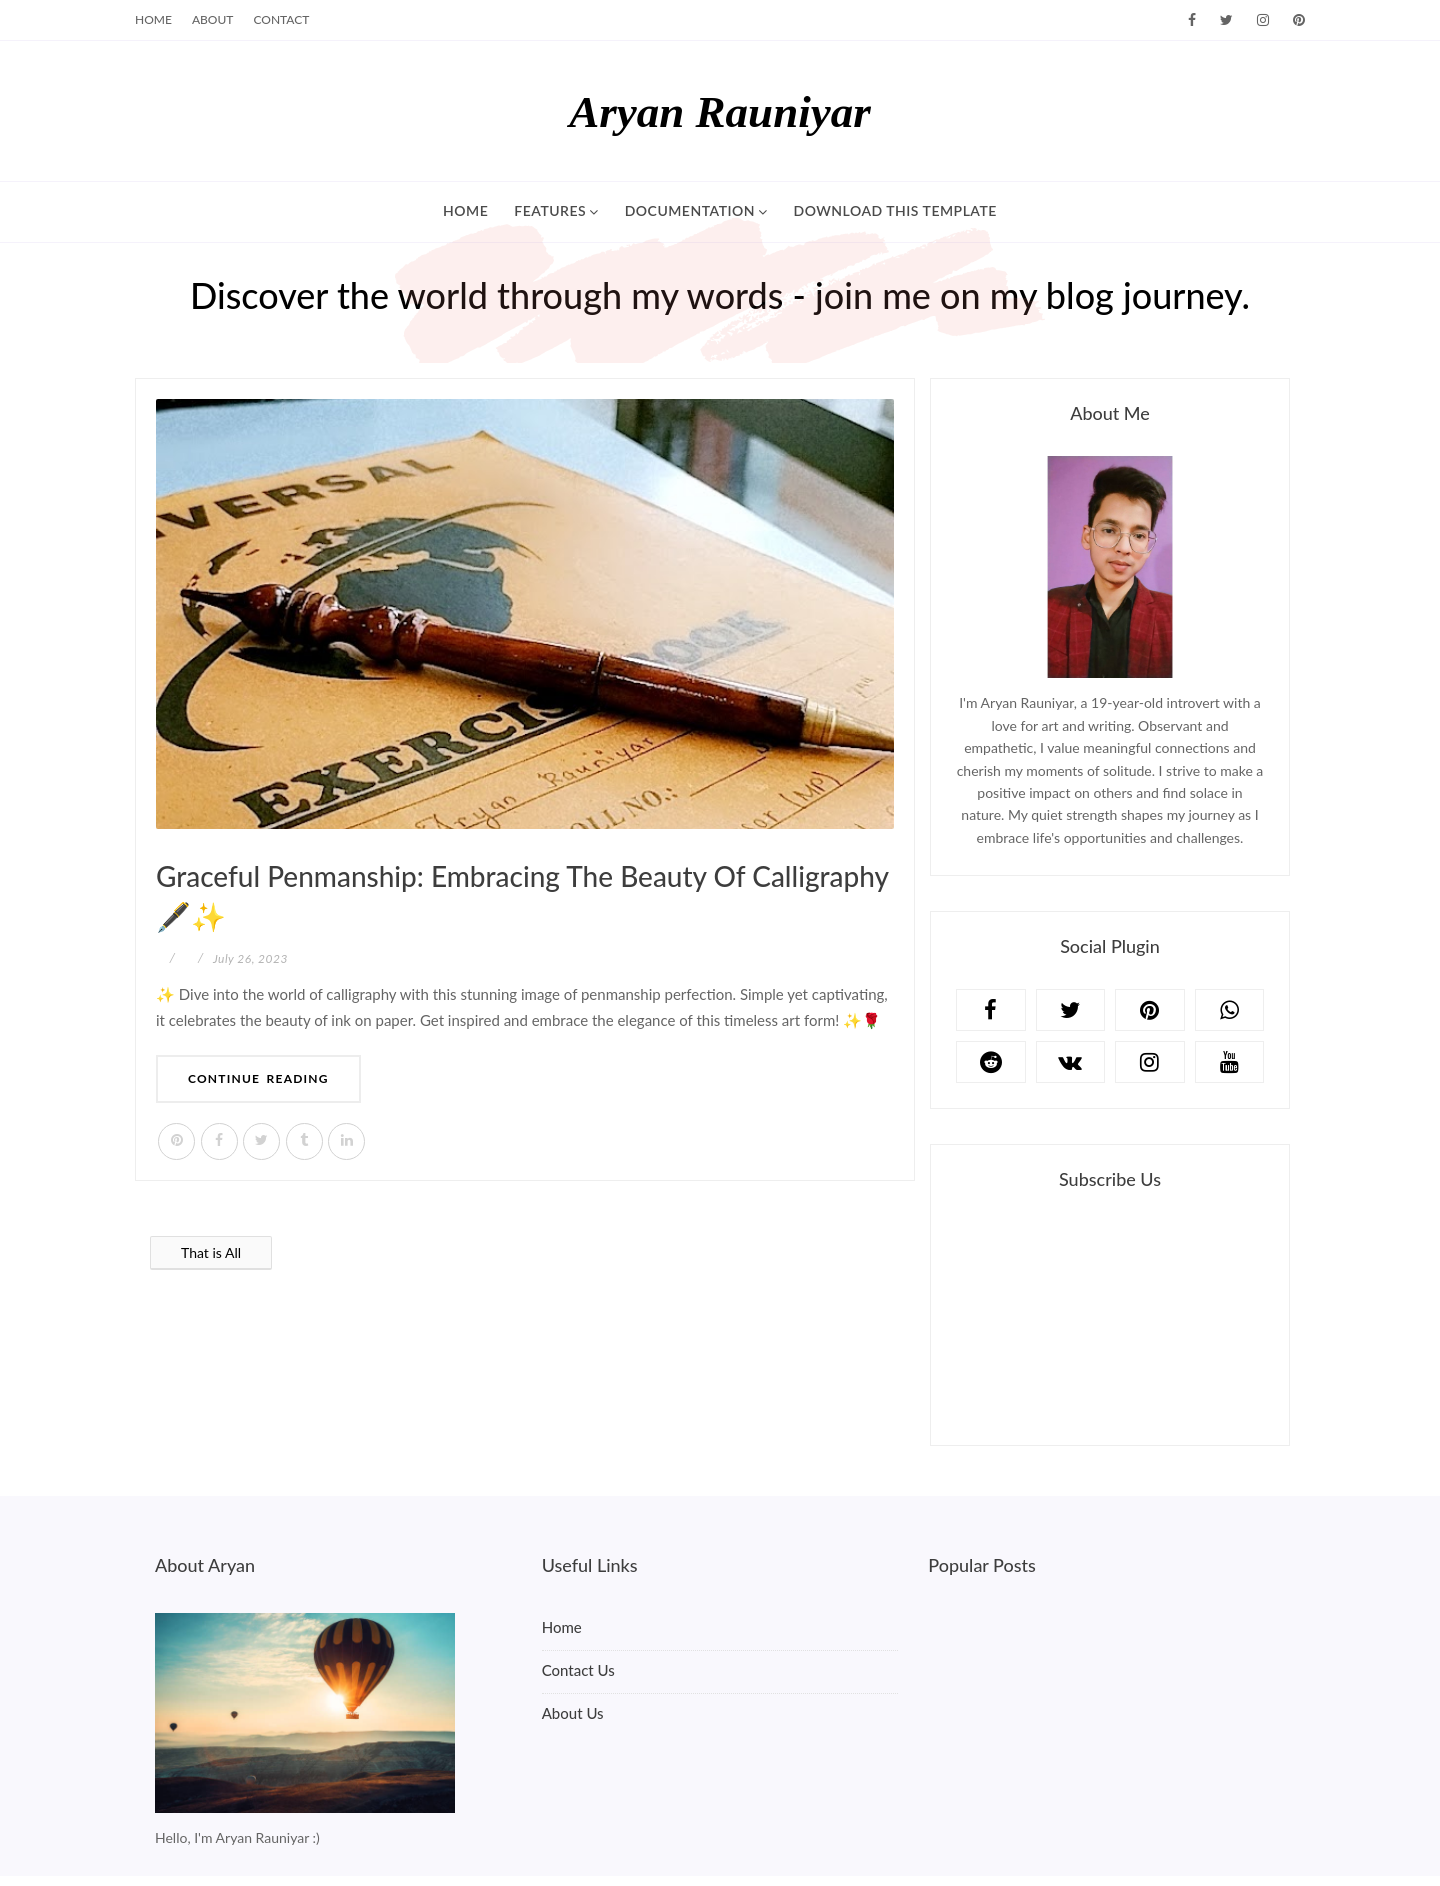 HOME ABOUT CONTACT
Aryan Rauniyar
HOME FEATURES DOCUMENTATION DOWNLOAD THIS TEMPLATE
Discover the world through my words - join me on my blog journey.
VERSAL
EXERCISE BOOK
Aryan Rauniyar
ROLL NO.:
(MP)
Graceful Penmanship: Embracing The Beauty Of Calligraphy
🖋️✨
/ / July 26, 2023
✨ Dive into the world of calligraphy with this stunning image of penmanship perfection. Simple yet captivating,
it celebrates the beauty of ink on paper. Get inspired and embrace the elegance of this timeless art form! ✨🌹
CONTINUE READING
That is All
About Me
I'm Aryan Rauniyar, a 19-year-old introvert with a
love for art and writing. Observant and
empathetic, I value meaningful connections and
cherish my moments of solitude. I strive to make a
positive impact on others and find solace in
nature. My quiet strength shapes my journey as I
embrace life's opportunities and challenges.
Social Plugin
You
Tube
Subscribe Us
About Aryan
Hello, I'm Aryan Rauniyar :)
Useful Links
Home
Contact Us
About Us
Popular Posts